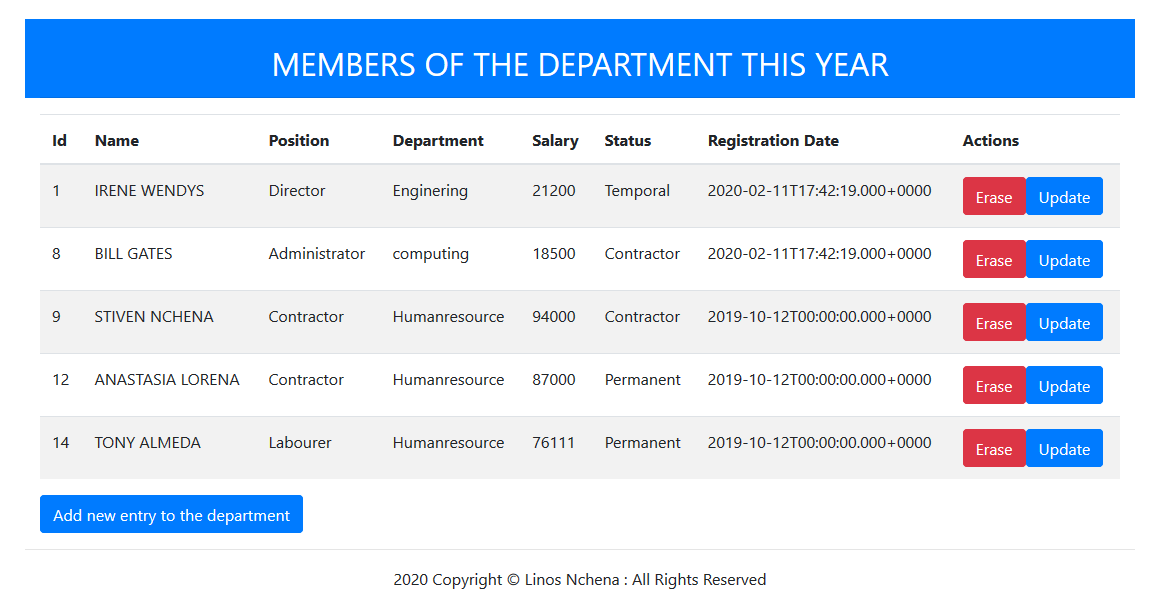 MEMBERS OF THE DEPARTMENT THIS YEAR
Id Name Position Department Salary Status Registration Date Actions
1 IRENE WENDYS Director Enginering 21200 Temporal 2020-02-11T17:42:19.000+0000 Erase Update
8 BILL GATES Administrator computing 18500 Contractor 2020-02-11T17:42:19.000+0000 Erase Update
9 STIVEN NCHENA Contractor Humanresource 94000 Contractor 2019-10-12T00:00:00.000+0000 Erase Update
12 ANASTASIA LORENA Contractor Humanresource 87000 Permanent 2019-10-12T00:00:00.000+0000 Erase Update
14 TONY ALMEDA Labourer Humanresource 76111 Permanent 2019-10-12T00:00:00.000+0000 Erase Update
Add new entry to the department
2020 Copyright © Linos Nchena : All Rights Reserved